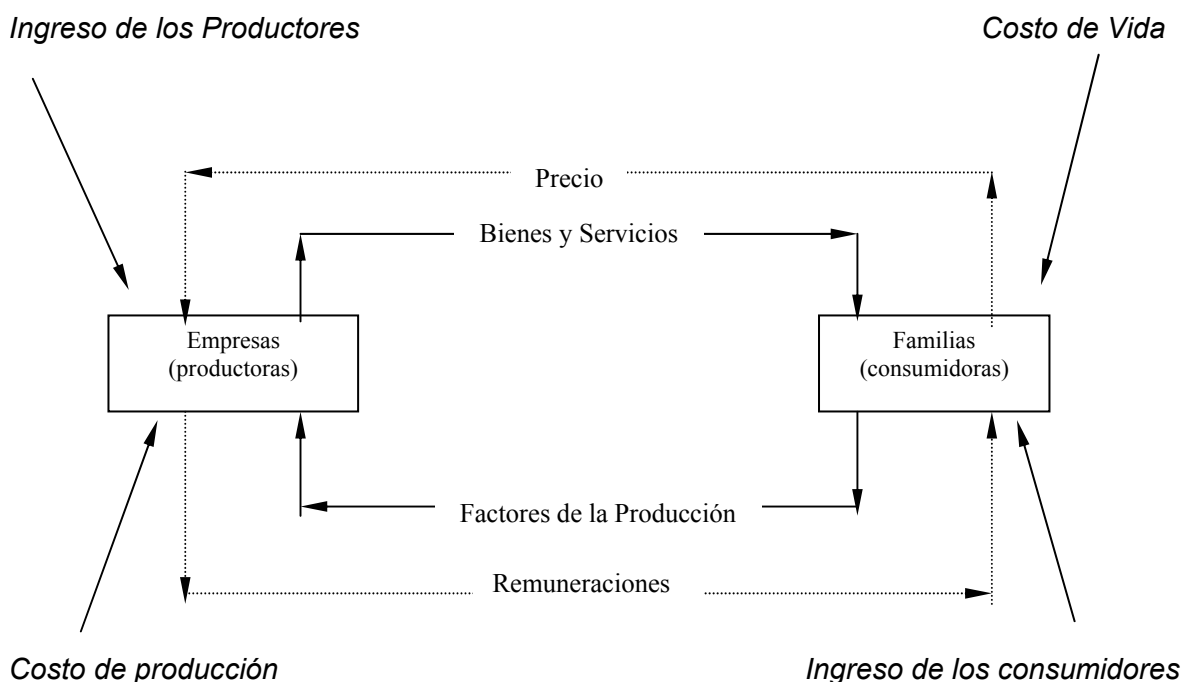 Ingreso de los Productores
Costo de Vida
Precio
Bienes y Servicios
Empresas
(productoras)
Familias
(consumidoras)
Factores de la Producción
Remuneraciones
Costo de producción
Ingreso de los consumidores